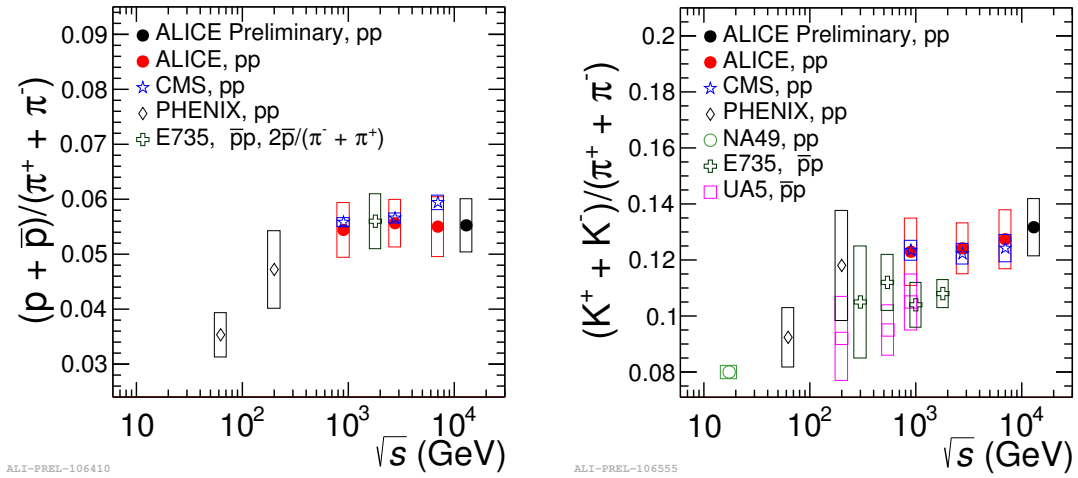 (p + p̅)/(π⁺ + π⁻)
0.09
0.08
0.07
0.06
0.05
0.04
0.03
ALICE Preliminary, pp
ALICE, pp
CMS, pp
PHENIX, pp
E735, p̅p, 2p̅/(π⁻ + π⁺)
10
10²
10³
10⁴
√s (GeV)
ALI-PREL-106410
(K⁺ + K⁻)/(π⁺ + π⁻)
0.2
0.18
0.16
0.14
0.12
0.1
0.08
ALICE Preliminary, pp
ALICE, pp
CMS, pp
PHENIX, pp
NA49, pp
E735, p̅p
UA5, p̅p
10
10²
10³
10⁴
√s (GeV)
ALI-PREL-106555